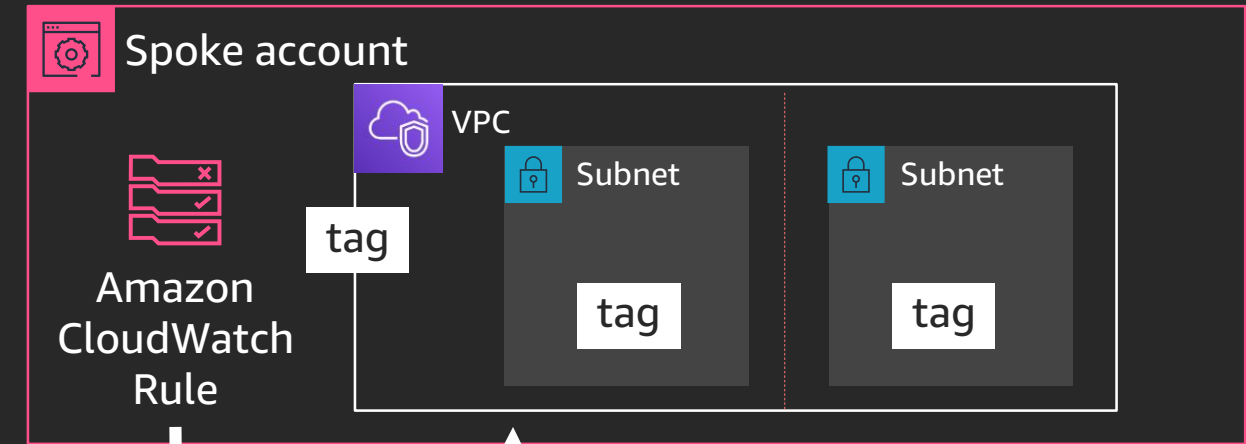 Spoke account
VPC
Subnet
Subnet
tag
tag
tag
Amazon
CloudWatch
Rule